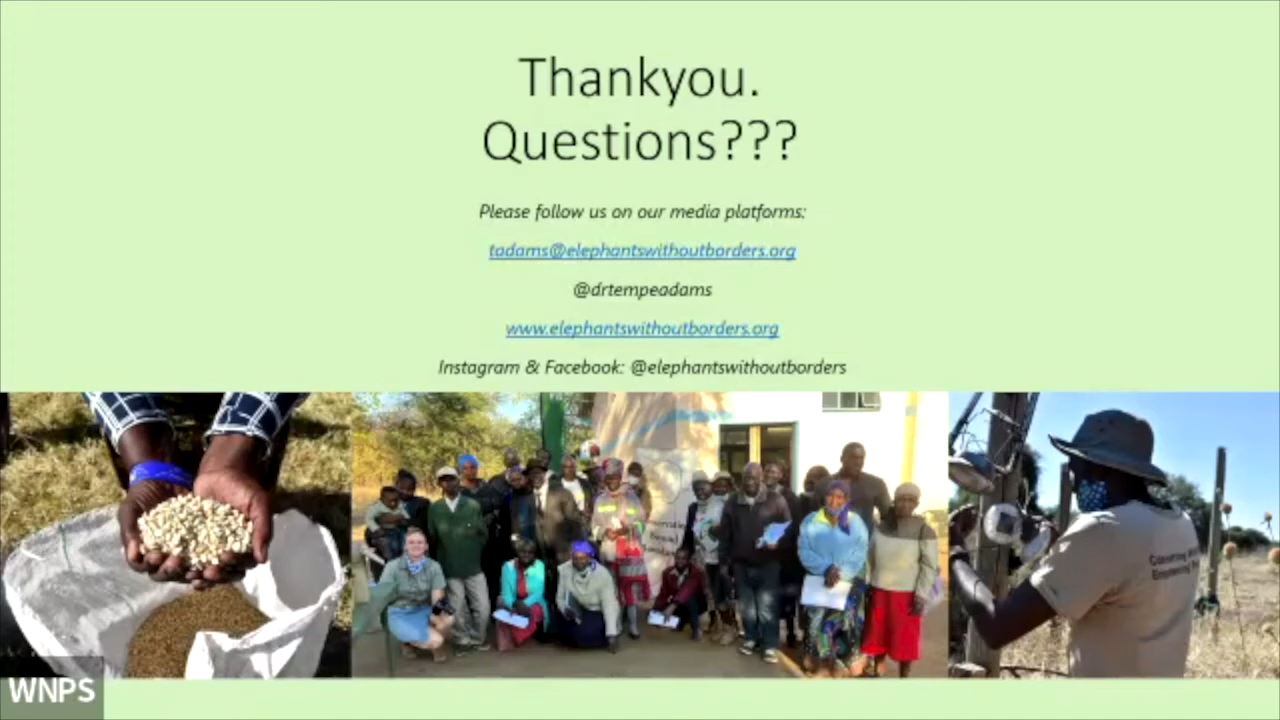 Thankyou.
Questions???
Please follow us on our media platforms:
tadams@elephantswithoutborders.org
@drtempeadams
www.elephantswithoutborders.org
Instagram & Facebook: @elephantswithoutborders
WNPS